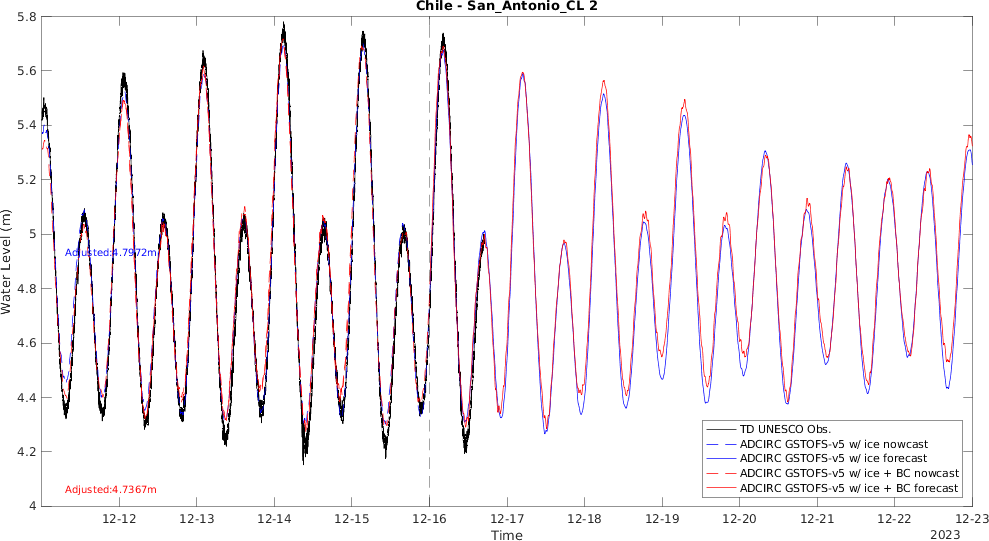 Chile - San_Antonio_CL 2
5.8
5.6
5.4
5.2
5
4.8
4.6
4.4
4.2
4
Water Level (m)
Adjusted:4.7972m
Adjusted:4.7367m
TD UNESCO Obs.
ADCIRC GSTOFS-v5 w/ ice nowcast
ADCIRC GSTOFS-v5 w/ ice forecast
ADCIRC GSTOFS-v5 w/ ice + BC nowcast
ADCIRC GSTOFS-v5 w/ ice + BC forecast
12-12 12-13 12-14 12-15 12-16 12-17 12-18 12-19 12-20 12-21 12-22 12-23
Time
2023